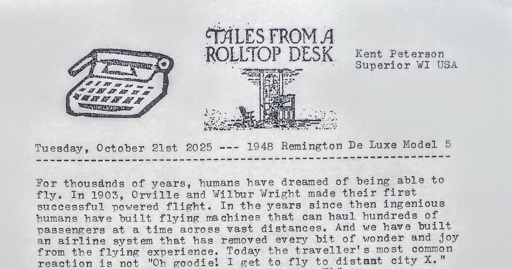 TALES FROM A
ROLLTOP DESK
Kent Peterson
Superior WI USA
Tuesday, October 21st 2025 --- 1948 Remington De Luxe Model 5
For thousands of years, humans have dreamed of being able to
fly. In 1903, Orville and Wilbur Wright made their first
successful powered flight. In the years since then ingenious
humans have built flying machines that can haul hundreds of
passengers at a time across vast distances. And we have built
an airline system that has removed every bit of wonder and joy
from the flying experience. Today the traveller's most common
reaction is not "Oh goodie! I get to fly to distant city X."